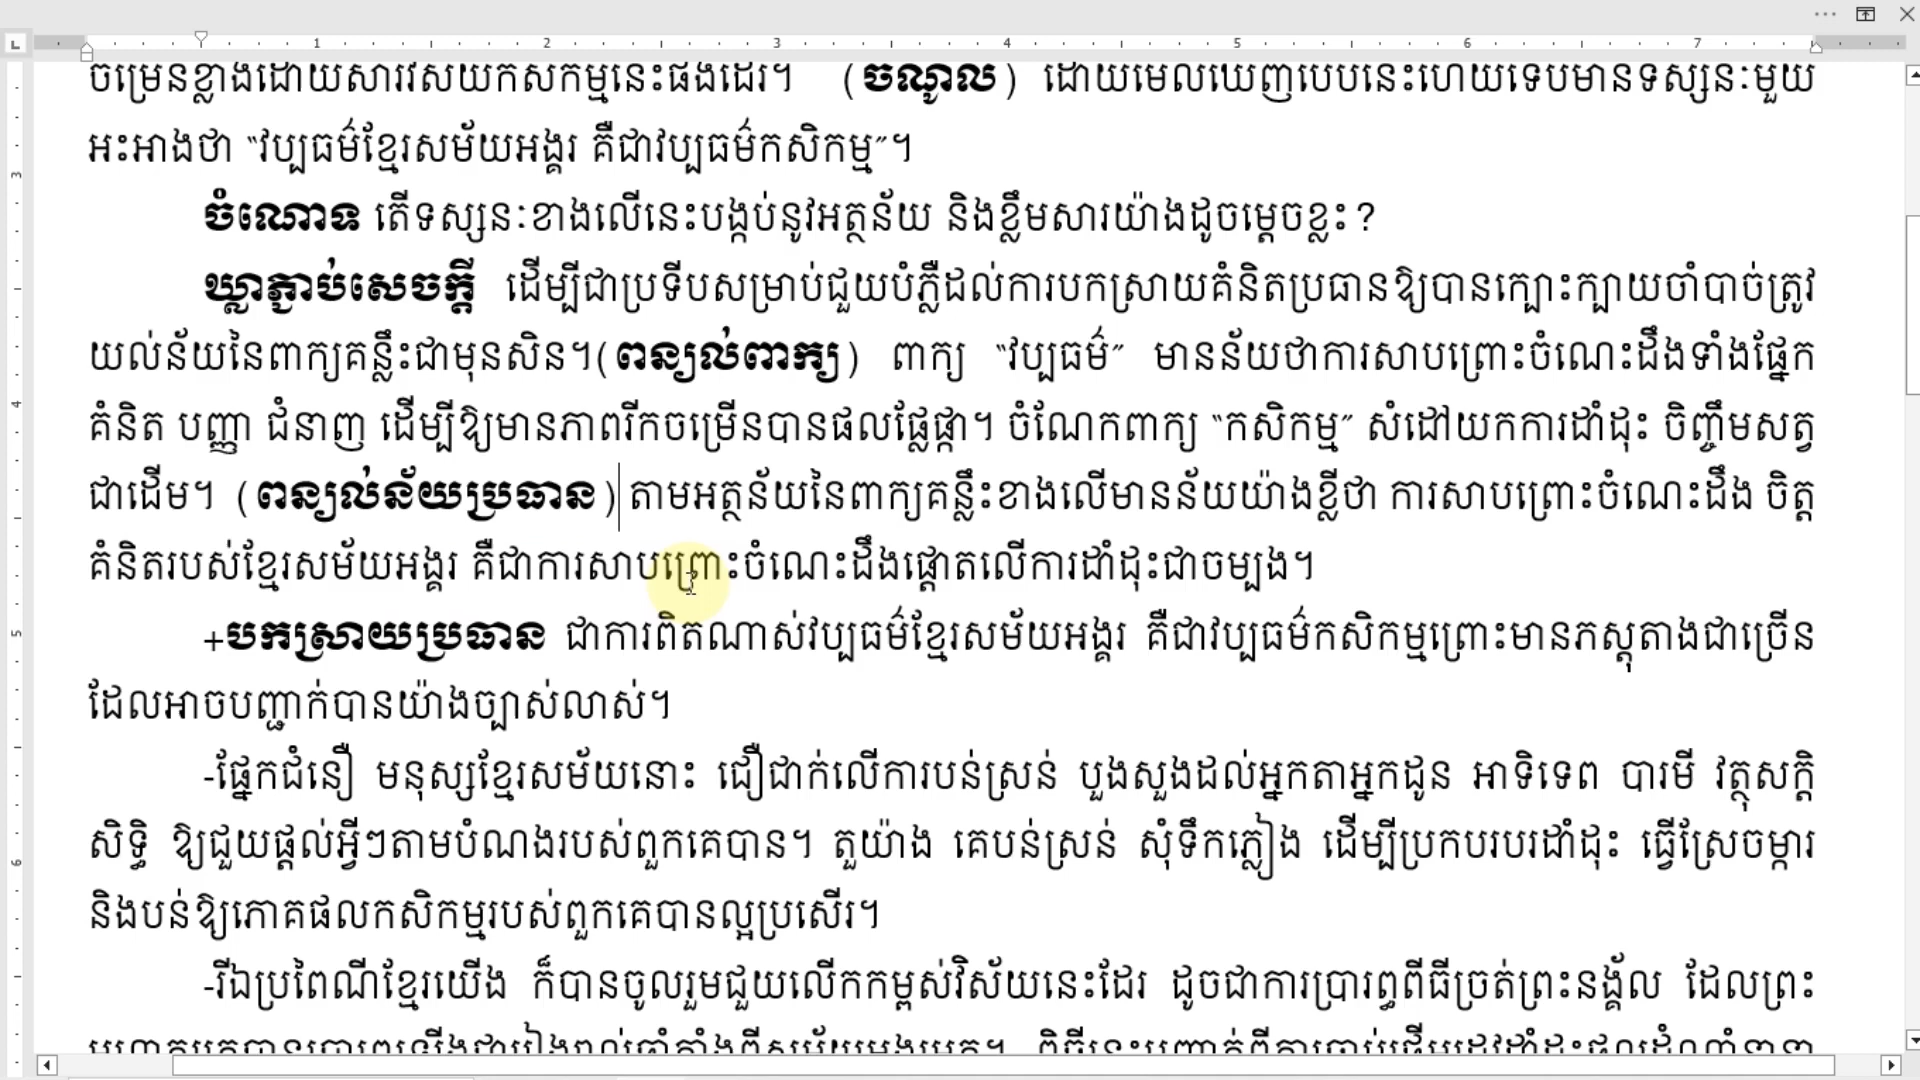 1 2 3 4 5 6 7
ចម្រើនខ្លាំងដោយសារវិស័យកសិកម្មនេះផងដែរ។ (ចំណូល) ដោយមើលឃើញបែបនេះហើយទើបមានទស្សនៈមួយ
អះអាងថា “វប្បធម៌ខ្មែរសម័យអង្គរ គឺជាវប្បធម៌កសិកម្ម”។
ចំណោទ តើទស្សនៈខាងលើនេះបង្កប់នូវអត្ថន័យ និងខ្លឹមសារយ៉ាងដូចម្ដេចខ្លះ?
ឃ្លាភ្ជាប់សេចក្ដី ដើម្បីជាប្រទីបសម្រាប់ជួយបំភ្លឺដល់ការបកស្រាយគំនិតប្រធានឱ្យបានក្បោះក្បាយចាំបាច់ត្រូវ
យល់ន័យនៃពាក្យគន្លឹះជាមុនសិន។(ពន្យល់ពាក្យ) ពាក្យ “វប្បធម៌” មានន័យថាការសាបព្រោះចំណេះដឹងទាំងផ្នែក
គំនិត បញ្ញា ជំនាញ ដើម្បីឱ្យមានភាពរីកចម្រើនបានផលផ្លែផ្កា។ ចំណែកពាក្យ “កសិកម្ម” សំដៅយកការដាំដុះ ចិញ្ចឹមសត្វ
ជាដើម។ (ពន្យល់ន័យប្រធាន) តាមអត្ថន័យនៃពាក្យគន្លឹះខាងលើមានន័យយ៉ាងខ្លីថា ការសាបព្រោះចំណេះដឹង ចិត្ត
គំនិតរបស់ខ្មែរសម័យអង្គរ គឺជាការសាបព្រោះចំណេះដឹងផ្ដោតលើការដាំដុះជាចម្បង។
+បកស្រាយប្រធាន ជាការពិតណាស់វប្បធម៌ខ្មែរសម័យអង្គរ គឺជាវប្បធម៌កសិកម្មព្រោះមានភស្តុតាងជាច្រើន
ដែលអាចបញ្ជាក់បានយ៉ាងច្បាស់លាស់។
-ផ្នែកជំនឿ មនុស្សខ្មែរសម័យនោះ ជឿជាក់លើការបន់ស្រន់ បួងសួងដល់អ្នកតាអ្នកដូន អាទិទេព បារមី វត្ថុសក្តិ
សិទ្ធិ ឱ្យជួយផ្ដល់អ្វីៗតាមបំណងរបស់ពួកគេបាន។ តួយ៉ាង គេបន់ស្រន់ សុំទឹកភ្លៀង ដើម្បីប្រកបរបរដាំដុះ ធ្វើស្រែចម្ការ
និងបន់ឱ្យភោគផលកសិកម្មរបស់ពួកគេបានល្អប្រសើរ។
-រីឯប្រពៃណីខ្មែរយើង ក៏បានចូលរួមជួយលើកកម្ពស់វិស័យនេះដែរ ដូចជាការប្រារព្ធពីធីច្រត់ព្រះនង្គ័ល ដែលព្រះ